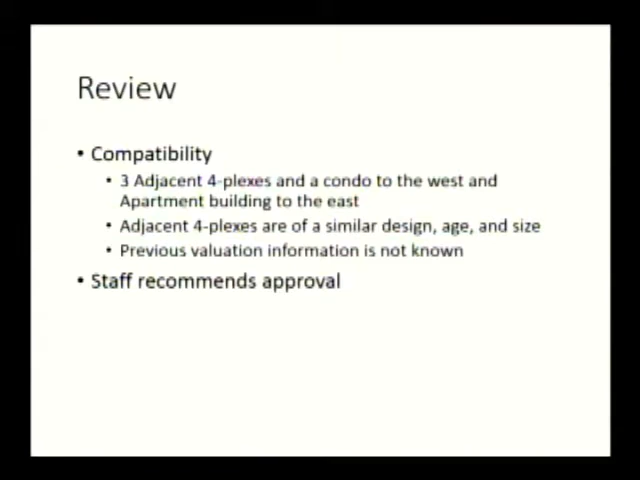 Review
• Compatibility
• 3 Adjacent 4-plexes and a condo to the west and
Apartment building to the east
• Adjacent 4-plexes are of a similar design, age, and size
• Previous valuation information is not known
• Staff recommends approval